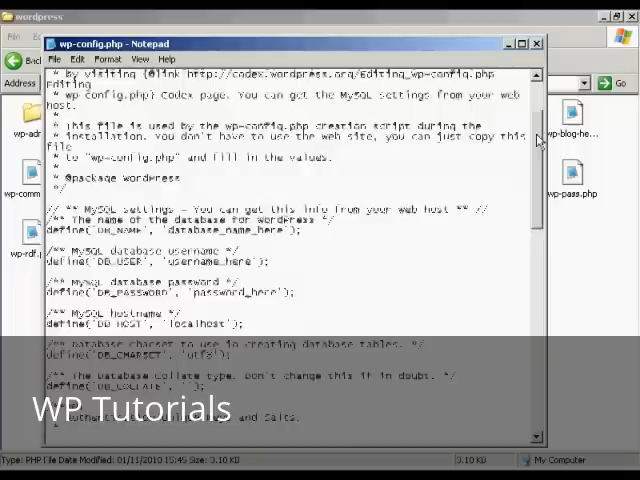 wordpress
wp-config.php - Notepad
File Edit Format View Help
Address
Go
* by visiting {@link http://codex.wordpress.org/Editing_wp-config.php
Editing
* wp-config.php} Codex page. You can get the MySQL settings from your web
host.
*
* This file is used by the wp-config.php creation script during the
* installation. You don't have to use the web site, you can just copy this
file
* to "wp-config.php" and fill in the values.
*
* @package WordPress
*/
// ** MySQL settings - You can get this info from your web host ** //
/** The name of the database for WordPress */
define('DB_NAME', 'database_name_here');
/** MySQL database username */
define('DB_USER', 'username_here');
/** MySQL database password */
define('DB_PASSWORD', 'password_here');
/** MySQL hostname */
define('DB_HOST', 'localhost');
/** Database Charset to use in creating database tables. */
define('DB_CHARSET', 'utf8');
/** The Database Collate type. Don't change this if in doubt. */
define('DB_COLLATE', '');
and Salts.
wp-blog-he...
wp-pass.php
WP Tutorials
Type: PHP File Date Modified: 01/11/2010 15:45 Size: 3.10 KB
3.10 KB
My Computer